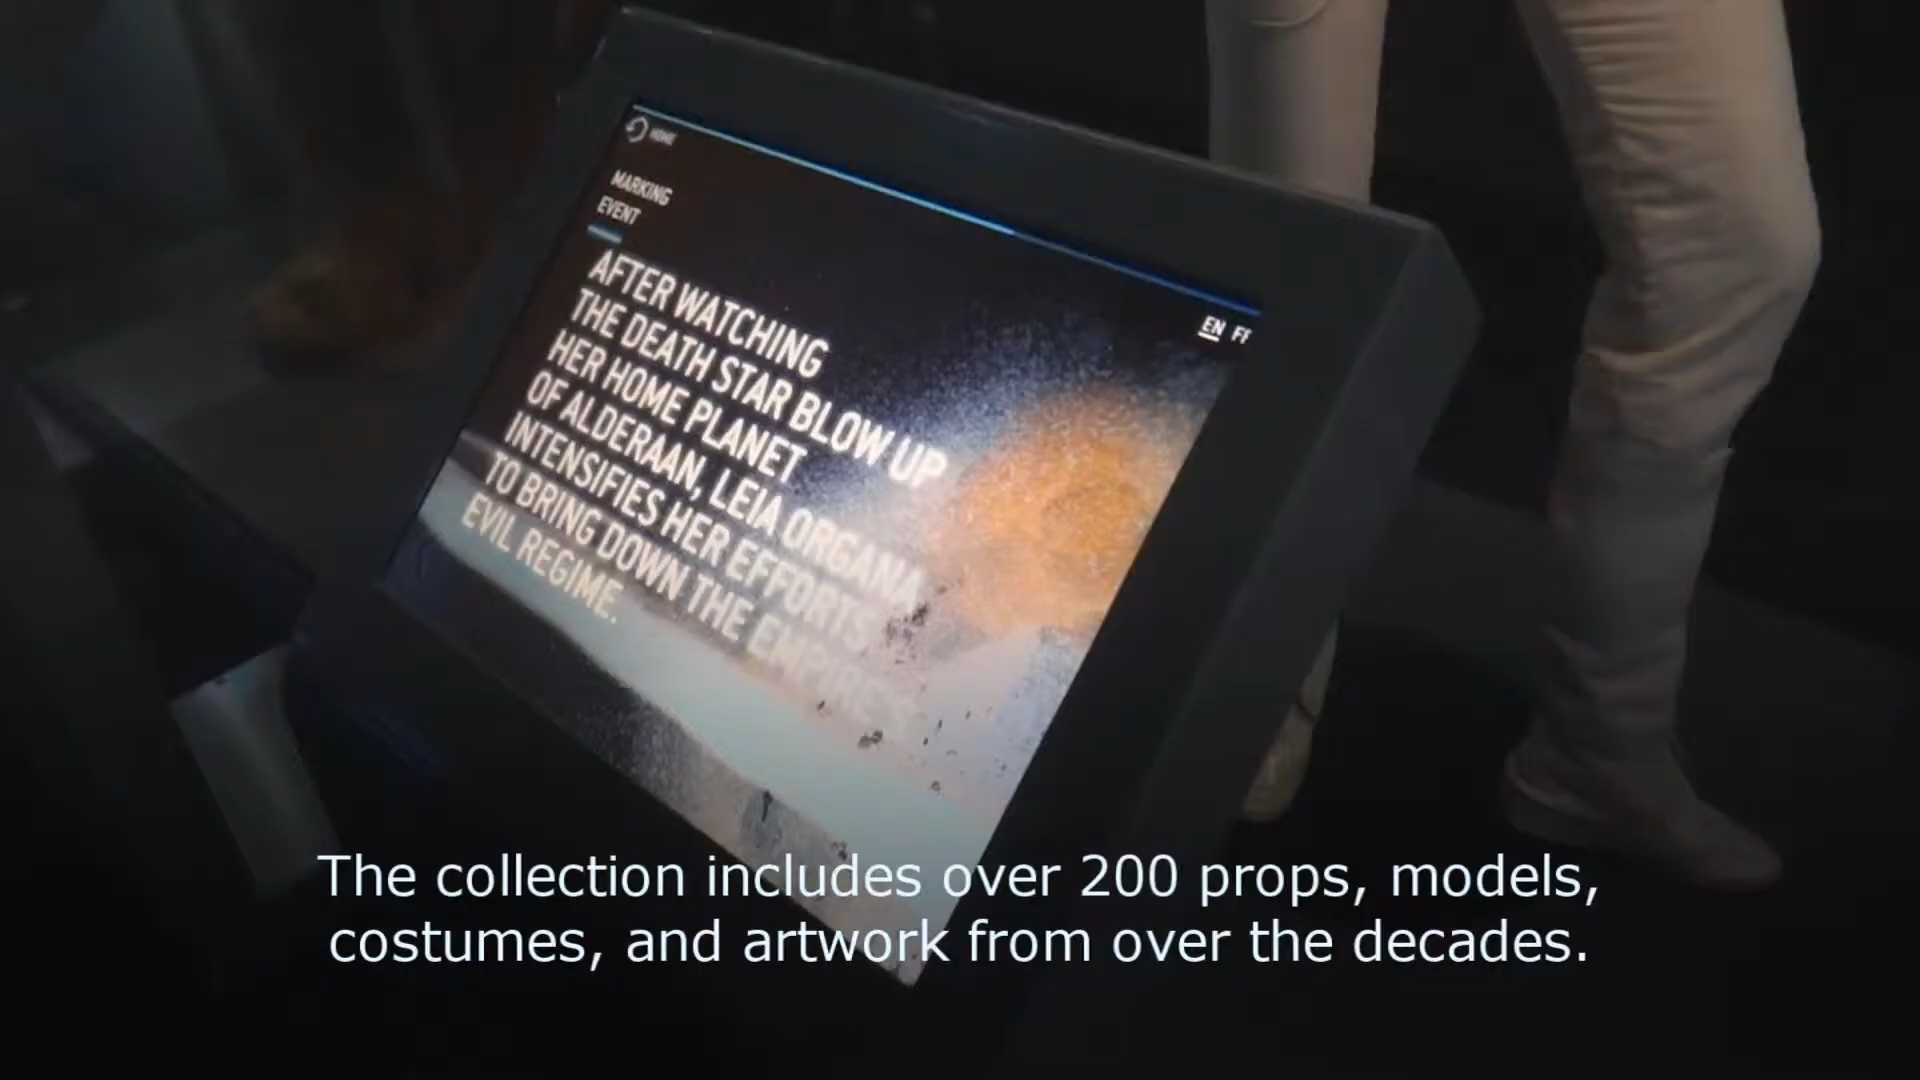 HOME
MARKING
EVENT
EN FR
AFTER WATCHING
THE DEATH STAR BLOW UP
HER HOME PLANET
OF ALDERAAN, LEIA ORGANA
INTENSIFIES HER EFFORTS
TO BRING DOWN THE EMPIRE'S
EVIL REGIME.
The collection includes over 200 props, models,
costumes, and artwork from over the decades.